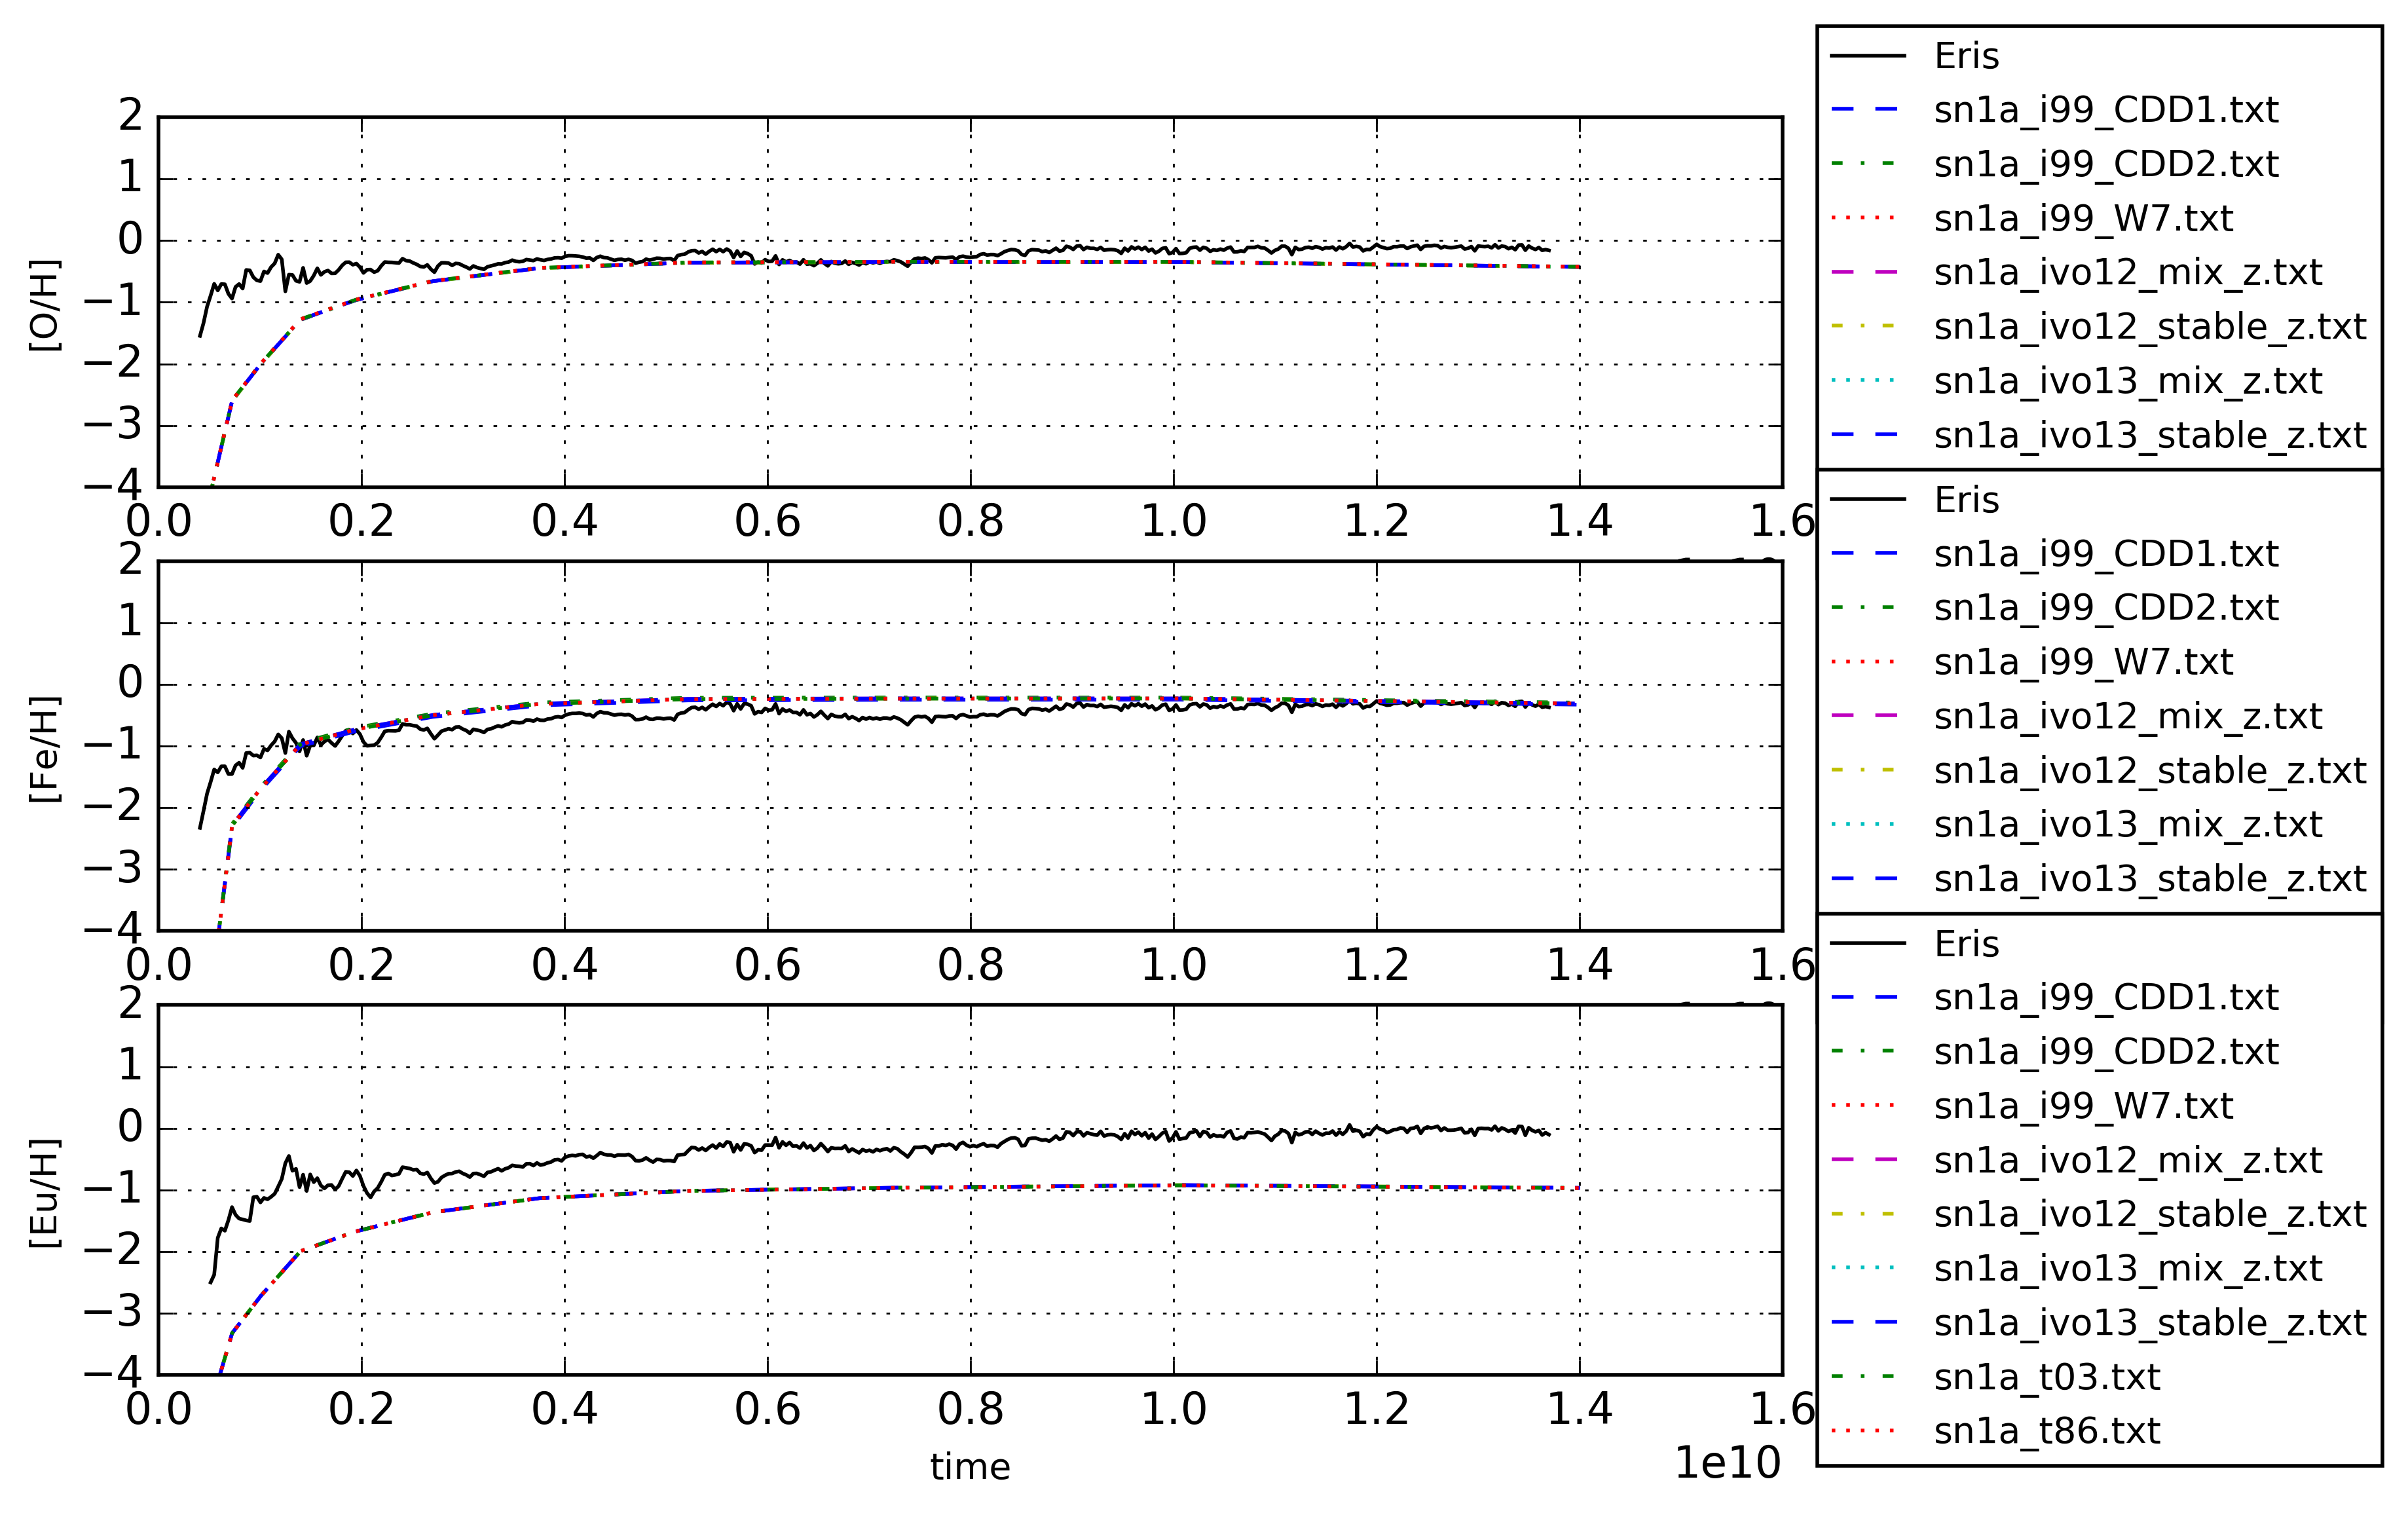 2
1
0
−1
−2
−3
−4
[O/H]
0.0 0.2 0.4 0.6 0.8 1.0 1.2 1.4 1.6
Eris
sn1a_i99_CDD1.txt
sn1a_i99_CDD2.txt
sn1a_i99_W7.txt
sn1a_ivo12_mix_z.txt
sn1a_ivo12_stable_z.txt
sn1a_ivo13_mix_z.txt
sn1a_ivo13_stable_z.txt
2
1
0
−1
−2
−3
−4
[Fe/H]
0.0 0.2 0.4 0.6 0.8 1.0 1.2 1.4 1.6
Eris
sn1a_i99_CDD1.txt
sn1a_i99_CDD2.txt
sn1a_i99_W7.txt
sn1a_ivo12_mix_z.txt
sn1a_ivo12_stable_z.txt
sn1a_ivo13_mix_z.txt
sn1a_ivo13_stable_z.txt
2
1
0
−1
−2
−3
−4
[Eu/H]
0.0 0.2 0.4 0.6 0.8 1.0 1.2 1.4 1.6
time
1e10
Eris
sn1a_i99_CDD1.txt
sn1a_i99_CDD2.txt
sn1a_i99_W7.txt
sn1a_ivo12_mix_z.txt
sn1a_ivo12_stable_z.txt
sn1a_ivo13_mix_z.txt
sn1a_ivo13_stable_z.txt
sn1a_t03.txt
sn1a_t86.txt